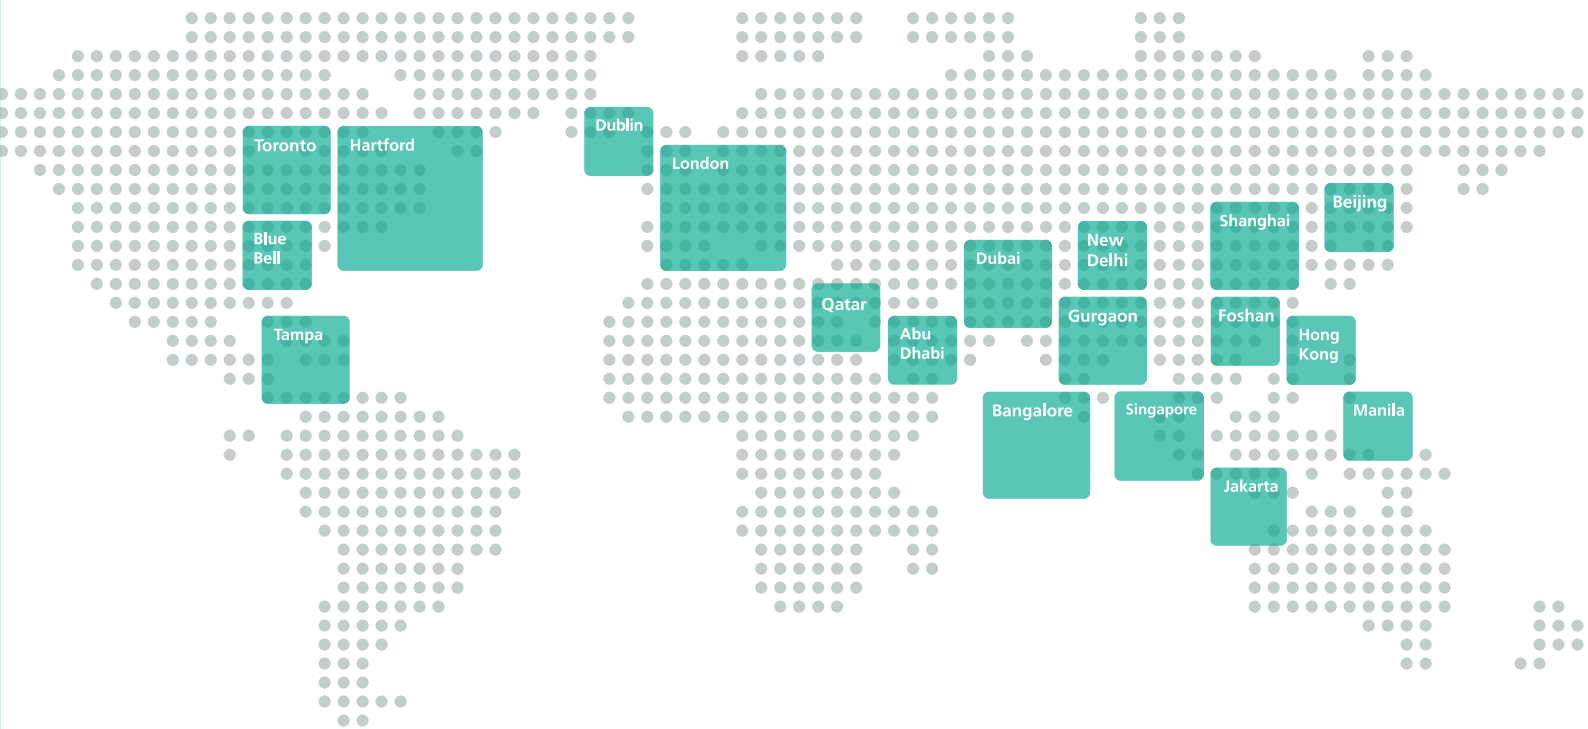 Dublin
Toronto
Hartford
London
Beijing
Shanghai
Blue
Bell
New
Delhi
Dubai
Qatar
Gurgaon
Foshan
Tampa
Abu
Dhabi
Hong
Kong
Bangalore
Singapore
Manila
Jakarta